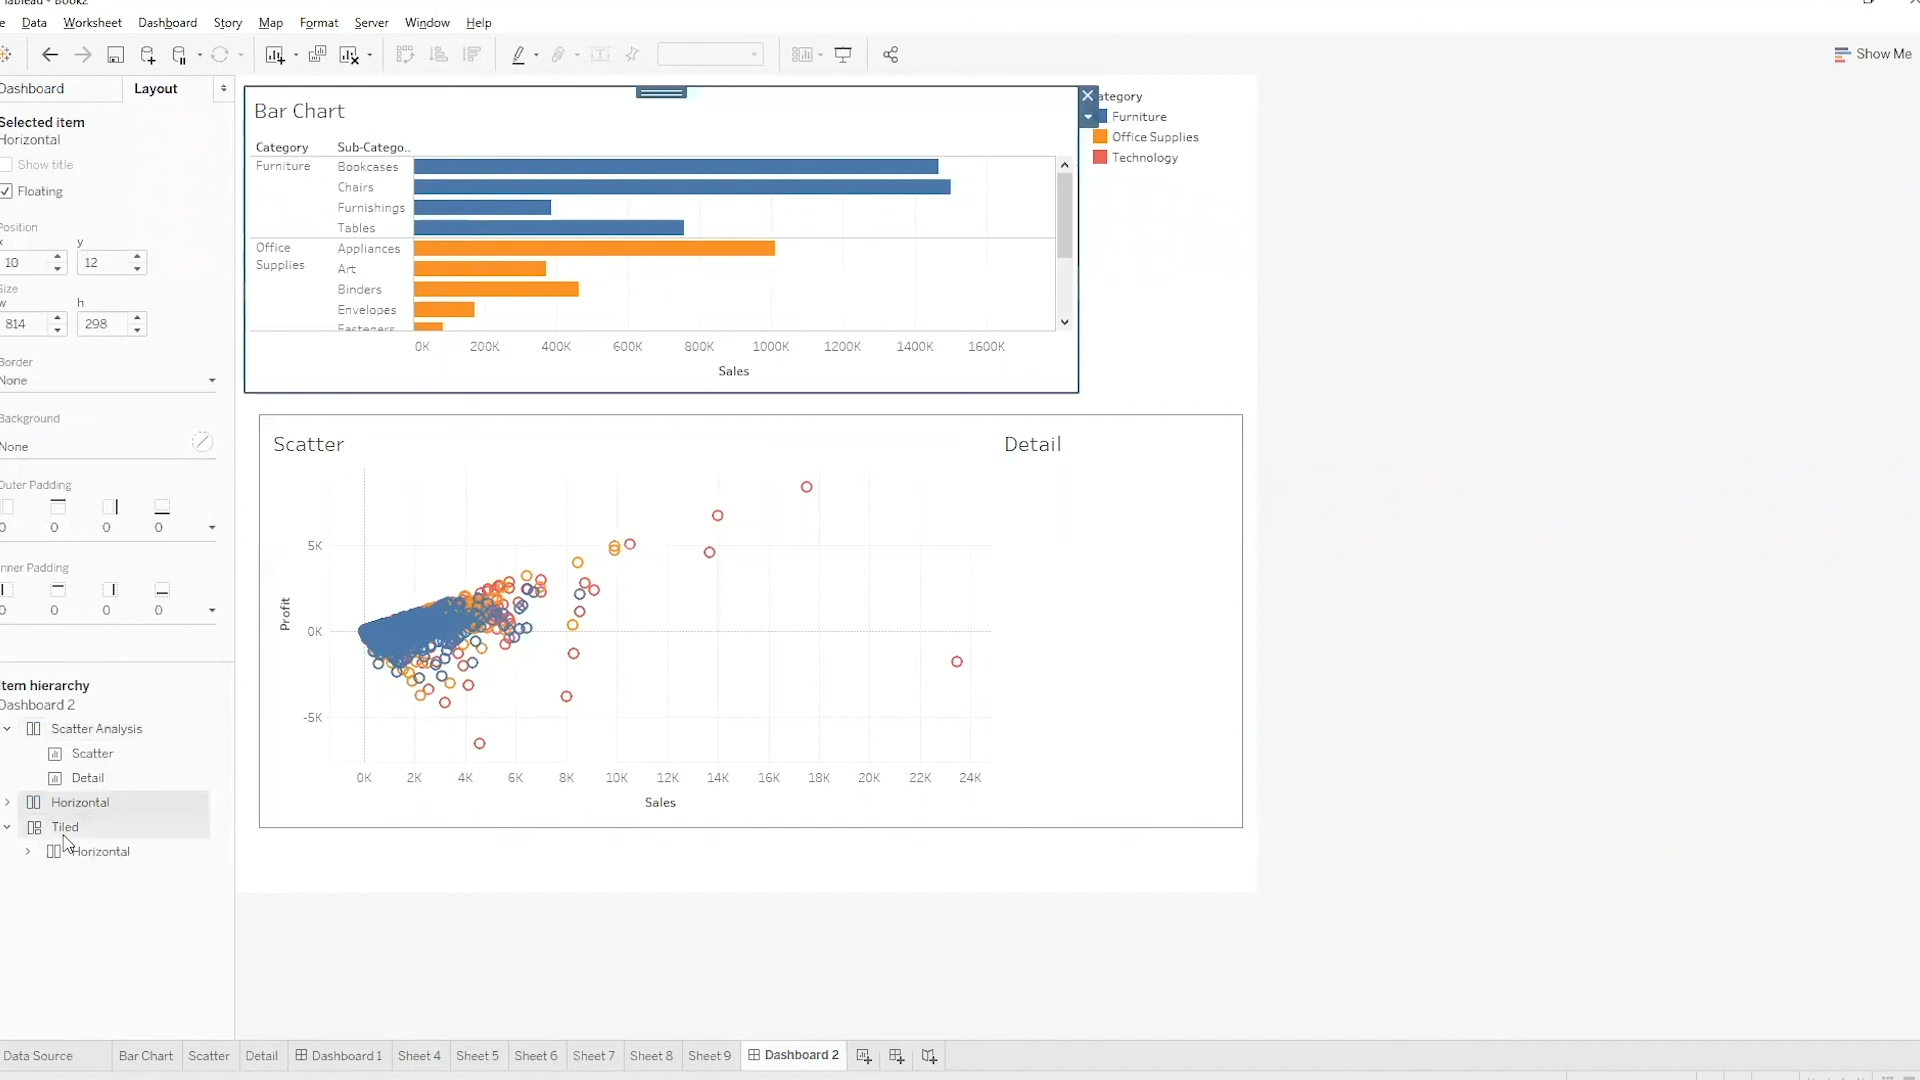 Tableau - Book2
Data Worksheet Dashboard Story Map Format Server Window Help
Show Me
Dashboard Layout
Selected item
Horizontal
Show title
Floating
Position
x y
10 12
Size
w h
814 298
Border
None
Background
None
Outer Padding
0 0 0 0
Inner Padding
0 0 0 0
Item hierarchy
Dashboard 2
Scatter Analysis
Scatter
Detail
Horizontal
Tiled
Horizontal
Bar Chart
Category Sub-Catego..
Furniture Bookcases
Chairs
Furnishings
Tables
Office Supplies Appliances
Art
Binders
Envelopes
Fasteners
0K 200K 400K 600K 800K 1000K 1200K 1400K 1600K
Sales
ategory
Furniture
Office Supplies
Technology
Scatter Detail
Profit
5K
0K
-5K
0K 2K 4K 6K 8K 10K 12K 14K 16K 18K 20K 22K 24K
Sales
Data Source Bar Chart Scatter Detail Dashboard 1 Sheet 4 Sheet 5 Sheet 6 Sheet 7 Sheet 8 Sheet 9 Dashboard 2